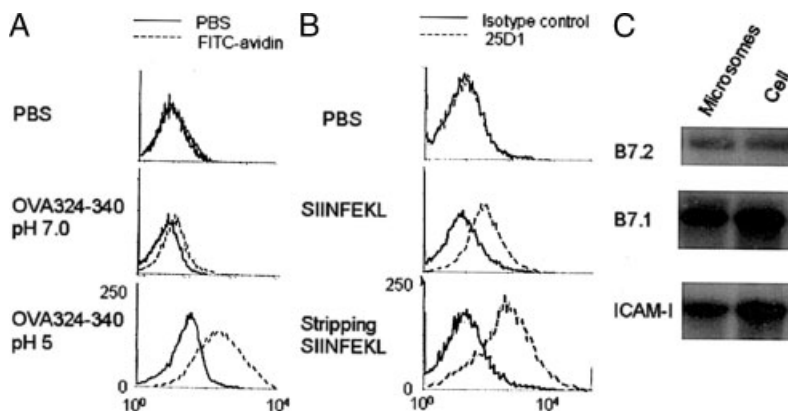 A
PBS
FITC-avidin
PBS
OVA324-340
pH 7.0
OVA324-340
pH 5
250
0
10⁰
10⁴
B
Isotype control
25D1
PBS
SIINFEKL
Stripping
SIINFEKL
250
0
10⁰
10⁴
C
Microsomes
Cell
B7.2
B7.1
ICAM-I